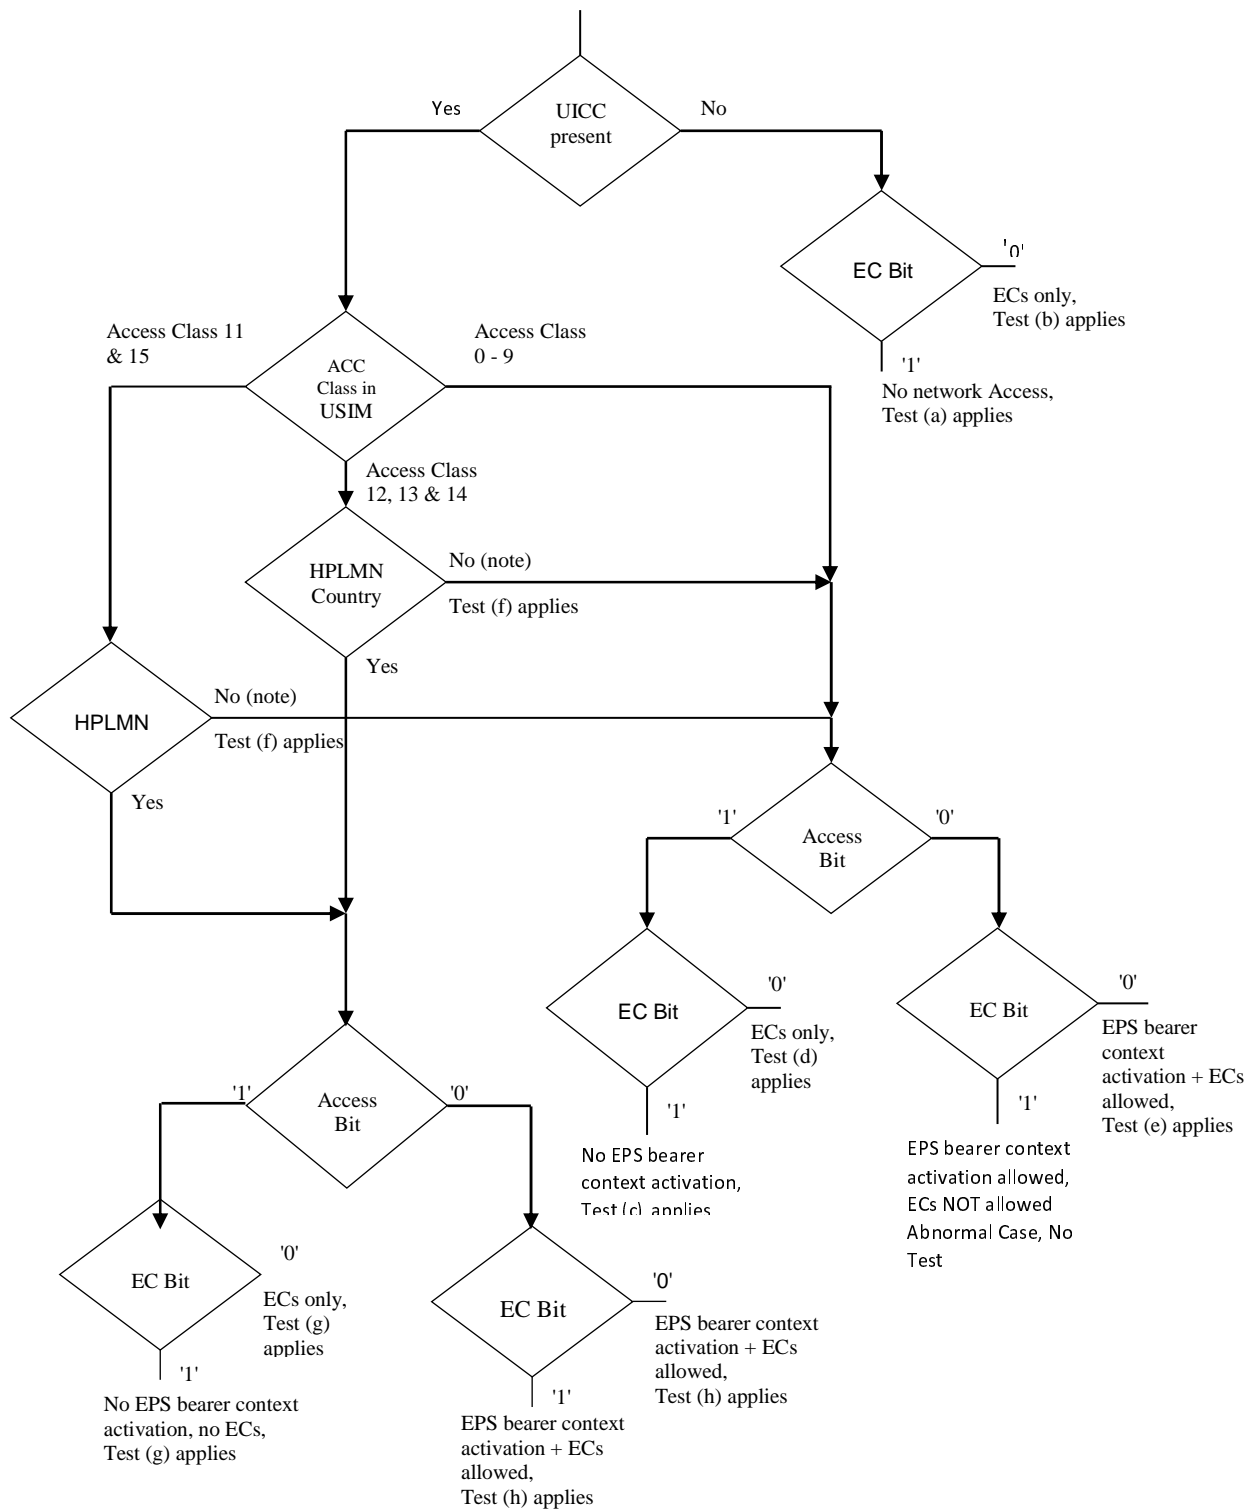 Yes
UICC
present
No
EC Bit
'0'
ECs only,
Test (b) applies
'1'
No network Access,
Test (a) applies
Access Class 11
& 15
ACC
Class in
USIM
Access Class
0 - 9
Access Class
12, 13 & 14
HPLMN
Country
No (note)
Test (f) applies
Yes
HPLMN
No (note)
Test (f) applies
Yes
'1'
Access
Bit
'0'
EC Bit
'0'
ECs only,
Test (d)
applies
'1'
No EPS bearer
context activation,
Test (c) applies
EC Bit
'0'
EPS bearer
context
activation + ECs
allowed,
Test (e) applies
'1'
EPS bearer context
activation allowed,
ECs NOT allowed
Abnormal Case, No
Test
'1'
Access
Bit
'0'
EC Bit
'0'
ECs only,
Test (g)
applies
'1'
No EPS bearer context
activation, no ECs,
Test (g) applies
EC Bit
'0'
EPS bearer context
activation + ECs
allowed,
Test (h) applies
'1'
EPS bearer context
activation + ECs
allowed,
Test (h) applies